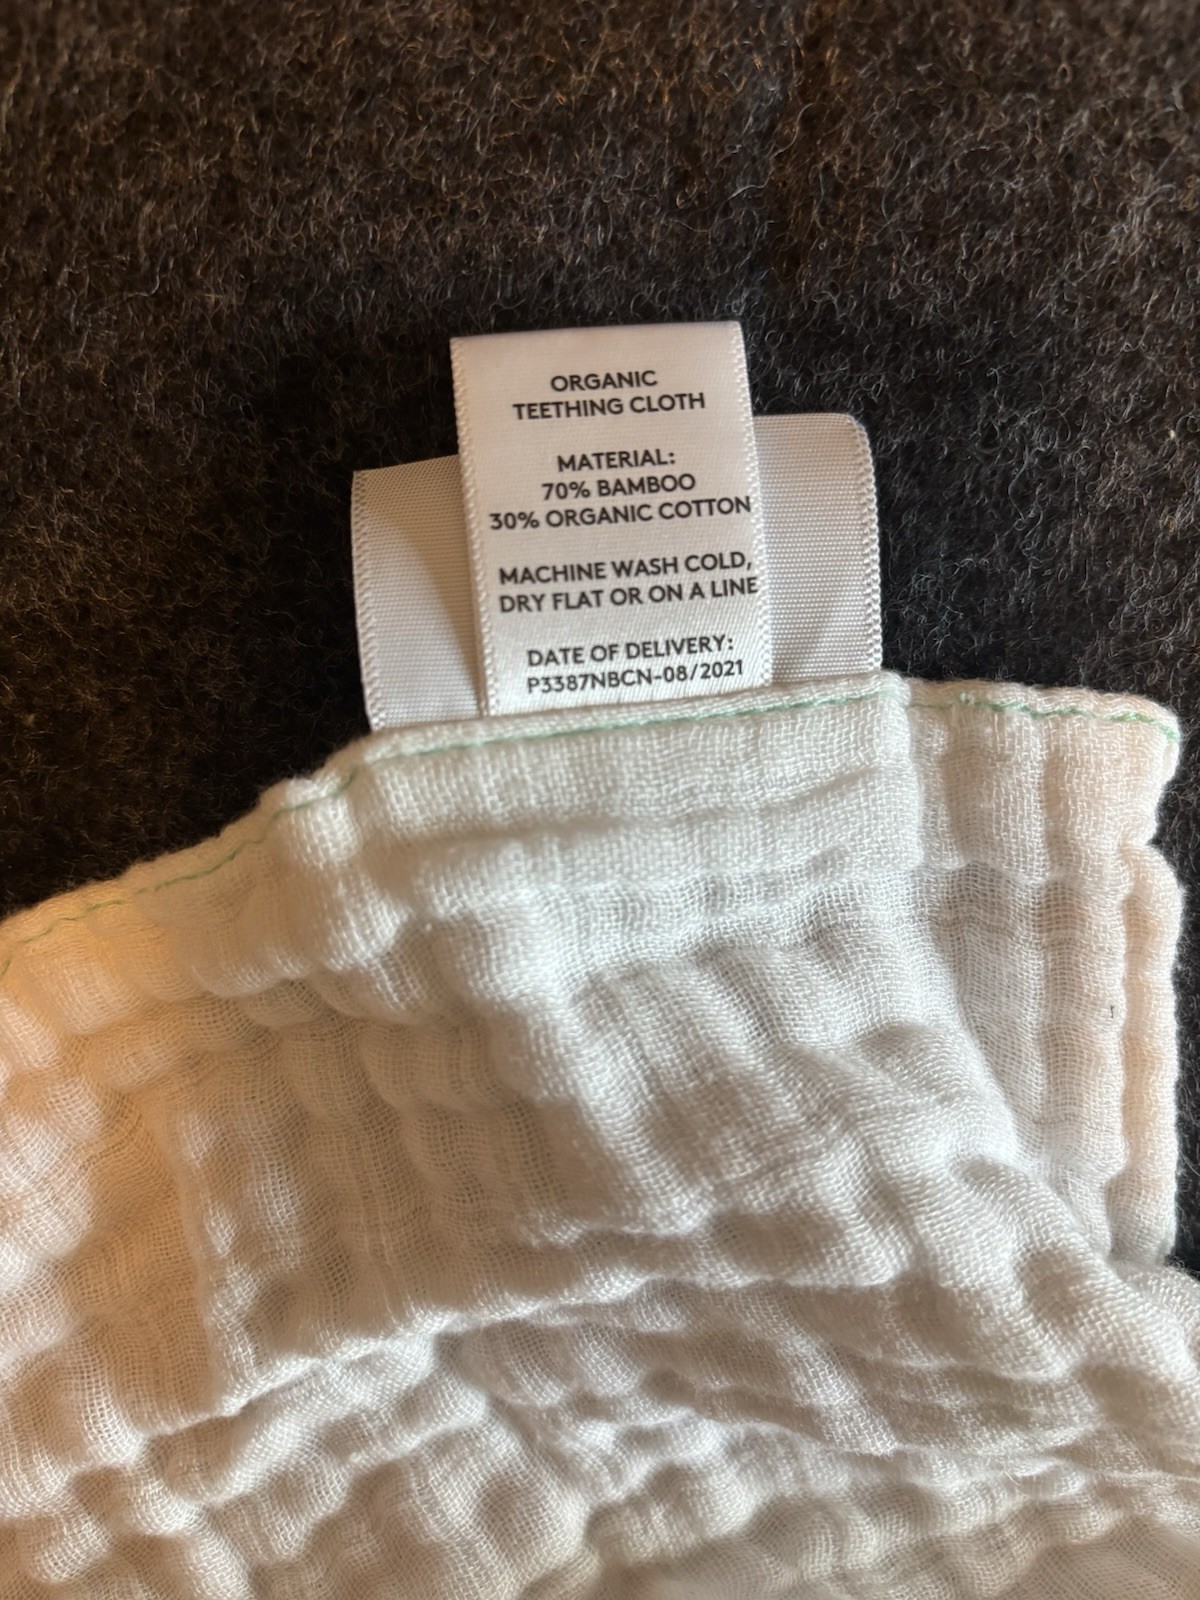 ORGANIC
TEETHING CLOTH
MATERIAL:
70% BAMBOO
30% ORGANIC COTTON
MACHINE WASH COLD,
DRY FLAT OR ON A LINE
DATE OF DELIVERY:
P3387NBCN-08/2021